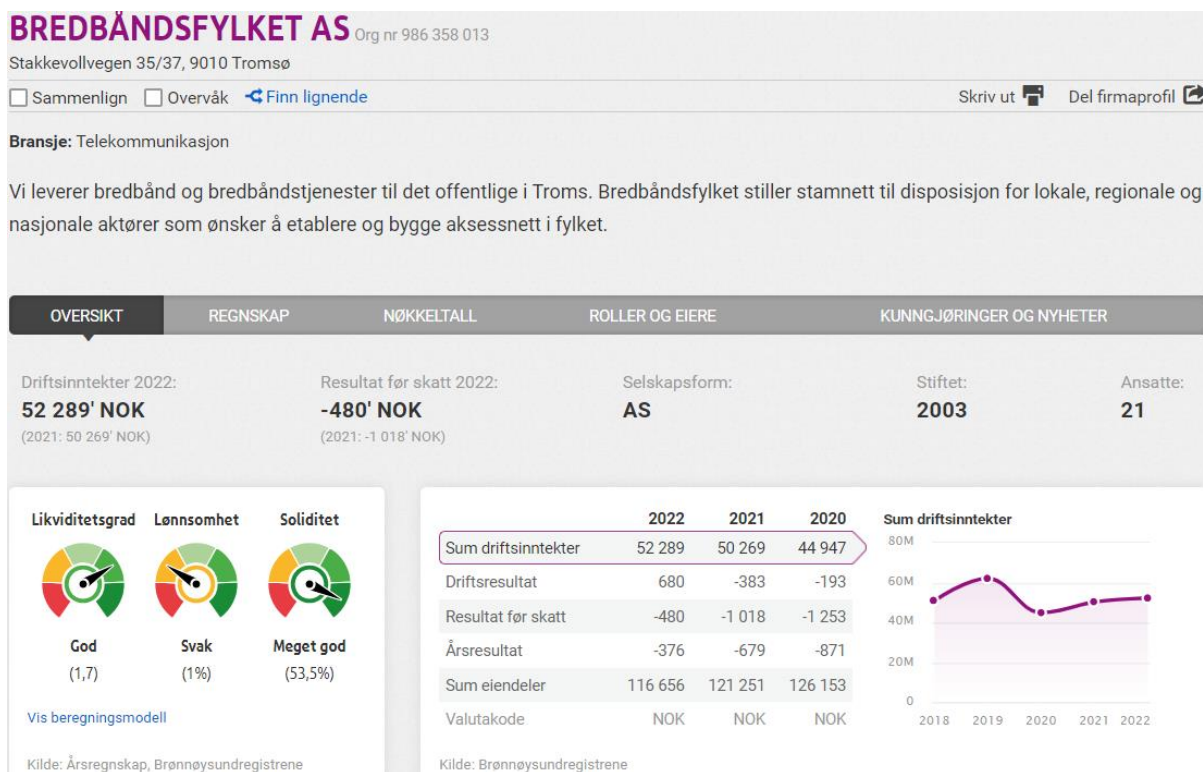 BREDBÅNDSFYLKET AS Org nr 986 358 013
Stakkevollvegen 35/37, 9010 Tromsø
Sammenlign Overvåk Finn lignende Skriv ut Del firmaprofil
Bransje: Telekommunikasjon
Vi leverer bredbånd og bredbåndstjenester til det offentlige i Troms. Bredbåndsfylket stiller stamnett til disposisjon for lokale, regionale og
nasjonale aktører som ønsker å etablere og bygge aksessnett i fylket.
OVERSIKT REGNSKAP NØKKELTALL ROLLER OG EIERE KUNNGJØRINGER OG NYHETER
Driftsinntekter 2022: Resultat før skatt 2022: Selskapsform: Stiftet: Ansatte:
52 289' NOK -480' NOK AS 2003 21
(2021: 50 269' NOK) (2021: -1 018' NOK)
Likviditetsgrad Lønnsomhet Soliditet
God Svak Meget god
(1,7) (1%) (53,5%)
Vis beregningsmodell
Kilde: Årsregnskap, Brønnøysundregistrene
2022 2021 2020
Sum driftsinntekter 52 289 50 269 44 947
Driftsresultat 680 -383 -193
Resultat før skatt -480 -1 018 -1 253
Årsresultat -376 -679 -871
Sum eiendeler 116 656 121 251 126 153
Valutakode NOK NOK NOK
Kilde: Brønnøysundregistrene
Sum driftsinntekter
80M
60M
40M
20M
0
2018 2019 2020 2021 2022